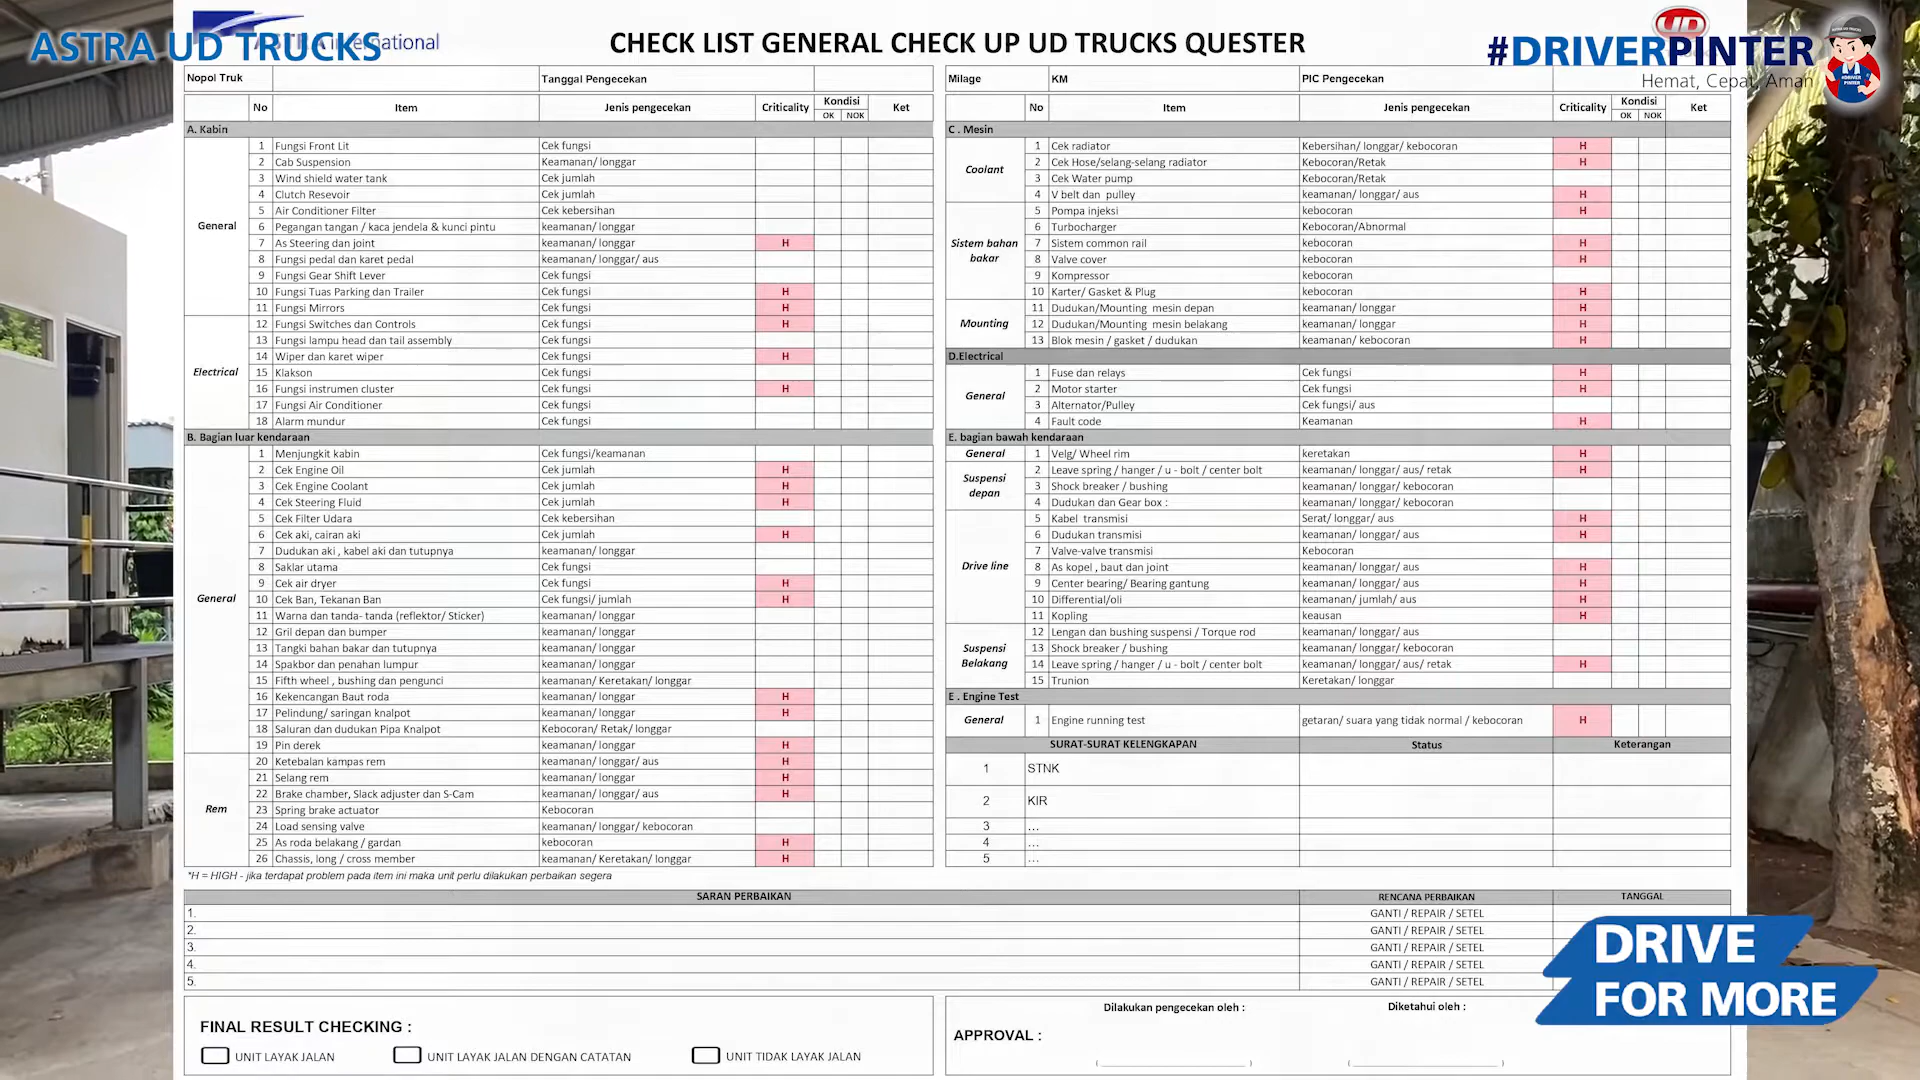 ASTRA UD TRUCKS
international
CHECK LIST GENERAL CHECK UP UD TRUCKS QUESTER
UD
#DRIVERPINTER
Hemat, Cepat, Aman
Nopol Truk Tanggal Pengecekan
No Item Jenis pengecekan Criticality Kondisi OK NOK Ket
A. Kabin
General
1 Fungsi Front Lit Cek fungsi
2 Cab Suspension Keamanan/ longgar
3 Wind shield water tank Cek jumlah
4 Clutch Resevoir Cek jumlah
5 Air Conditioner Filter Cek kebersihan
6 Pegangan tangan / kaca jendela & kunci pintu keamanan/ longgar
7 As Steering dan joint keamanan/ longgar H
8 Fungsi pedal dan karet pedal keamanan/ longgar/ aus
9 Fungsi Gear Shift Lever Cek fungsi
10 Fungsi Tuas Parking dan Trailer Cek fungsi H
11 Fungsi Mirrors Cek fungsi H
Electrical
12 Fungsi Switches dan Controls Cek fungsi H
13 Fungsi lampu head dan tail assembly Cek fungsi
14 Wiper dan karet wiper Cek fungsi H
15 Klakson Cek fungsi
16 Fungsi instrumen cluster Cek fungsi H
17 Fungsi Air Conditioner Cek fungsi
18 Alarm mundur Cek fungsi
B. Bagian luar kendaraan
General
1 Menjungkit kabin Cek fungsi/keamanan
2 Cek Engine Oil Cek jumlah H
3 Cek Engine Coolant Cek jumlah H
4 Cek Steering Fluid Cek jumlah H
5 Cek Filter Udara Cek kebersihan
6 Cek aki, cairan aki Cek jumlah H
7 Dudukan aki , kabel aki dan tutupnya keamanan/ longgar
8 Saklar utama Cek fungsi
9 Cek air dryer Cek fungsi H
10 Cek Ban, Tekanan Ban Cek fungsi/ jumlah H
11 Warna dan tanda- tanda (reflektor/ Sticker) keamanan/ longgar
12 Gril depan dan bumper keamanan/ longgar
13 Tangki bahan bakar dan tutupnya keamanan/ longgar
14 Spakbor dan penahan lumpur keamanan/ longgar
15 Fifth wheel , bushing dan pengunci keamanan/ Keretakan/ longgar
16 Kekencangan Baut roda keamanan/ longgar H
17 Pelindung/ saringan knalpot keamanan/ longgar H
18 Saluran dan dudukan Pipa Knalpot Kebocoran/ Retak/ longgar
19 Pin derek keamanan/ longgar H
Rem
20 Ketebalan kampas rem keamanan/ longgar/ aus H
21 Selang rem keamanan/ longgar H
22 Brake chamber, Slack adjuster dan S-Cam keamanan/ longgar/ aus H
23 Spring brake actuator Kebocoran
24 Load sensing valve keamanan/ longgar/ kebocoran
25 As roda belakang / gardan kebocoran H
26 Chassis, long / cross member keamanan/ Keretakan/ longgar H
*H = HIGH - jika terdapat problem pada item ini maka unit perlu dilakukan perbaikan segera
Milage KM PIC Pengecekan
No Item Jenis pengecekan Criticality Kondisi OK NOK Ket
C . Mesin
Coolant
1 Cek radiator Kebersihan/ longgar/ kebocoran H
2 Cek Hose/selang-selang radiator Kebocoran/Retak H
3 Cek Water pump Kebocoran/Retak
4 V belt dan pulley keamanan/ longgar/ aus H
Sistem bahan bakar
5 Pompa injeksi kebocoran H
6 Turbocharger Kebocoran/Abnormal
7 Sistem common rail kebocoran H
8 Valve cover kebocoran H
9 Kompressor kebocoran
10 Karter/ Gasket & Plug kebocoran H
Mounting
11 Dudukan/Mounting mesin depan keamanan/ longgar H
12 Dudukan/Mounting mesin belakang keamanan/ longgar H
13 Blok mesin / gasket / dudukan keamanan/ kebocoran H
D.Electrical
General
1 Fuse dan relays Cek fungsi H
2 Motor starter Cek fungsi H
3 Alternator/Pulley Cek fungsi/ aus
4 Fault code Keamanan H
E. bagian bawah kendaraan
General
1 Velg/ Wheel rim keretakan H
Suspensi depan
2 Leave spring / hanger / u - bolt / center bolt keamanan/ longgar/ aus/ retak H
3 Shock breaker / bushing keamanan/ longgar/ kebocoran
4 Dudukan dan Gear box : keamanan/ longgar/ kebocoran
Drive line
5 Kabel transmisi Serat/ longgar/ aus H
6 Dudukan transmisi keamanan/ longgar/ aus H
7 Valve-valve transmisi Kebocoran
8 As kopel , baut dan joint keamanan/ longgar/ aus H
9 Center bearing/ Bearing gantung keamanan/ longgar/ aus H
10 Differential/oli keamanan/ jumlah/ aus H
11 Kopling keausan H
Suspensi Belakang
12 Lengan dan bushing suspensi / Torque rod keamanan/ longgar/ aus
13 Shock breaker / bushing keamanan/ longgar/ kebocoran
14 Leave spring / hanger / u - bolt / center bolt keamanan/ longgar/ aus/ retak H
15 Trunion Keretakan/ longgar
E . Engine Test
General
1 Engine running test getaran/ suara yang tidak normal / kebocoran H
SURAT-SURAT KELENGKAPAN Status Keterangan
1 STNK
2 KIR
3 ...
4 ...
5 ...
SARAN PERBAIKAN RENCANA PERBAIKAN TANGGAL
1. GANTI / REPAIR / SETEL
2. GANTI / REPAIR / SETEL
3. GANTI / REPAIR / SETEL
4. GANTI / REPAIR / SETEL
5. GANTI / REPAIR / SETEL
FINAL RESULT CHECKING :
UNIT LAYAK JALAN UNIT LAYAK JALAN DENGAN CATATAN UNIT TIDAK LAYAK JALAN
APPROVAL :
Dilakukan pengecekan oleh : Diketahui oleh :
DRIVE
FOR MORE